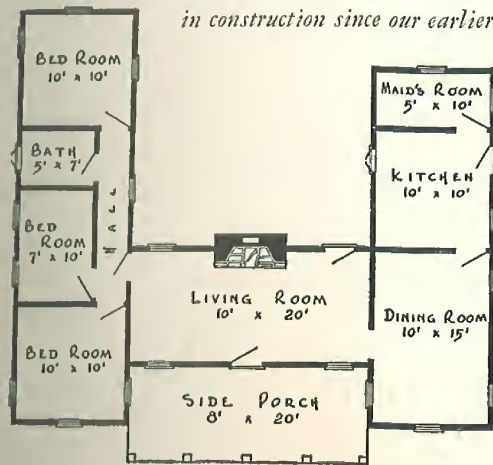 in construction since our earlier
BED ROOM
10' x 10'
MAID'S ROOM
5' x 10'
BATH
5' x 7'
KITCHEN
10' x 10'
HALL
BED
ROOM
7' x 10'
LIVING ROOM
10' x 20'
DINING ROOM
10' x 15'
BED ROOM
10' x 10'
SIDE PORCH
8' x 20'